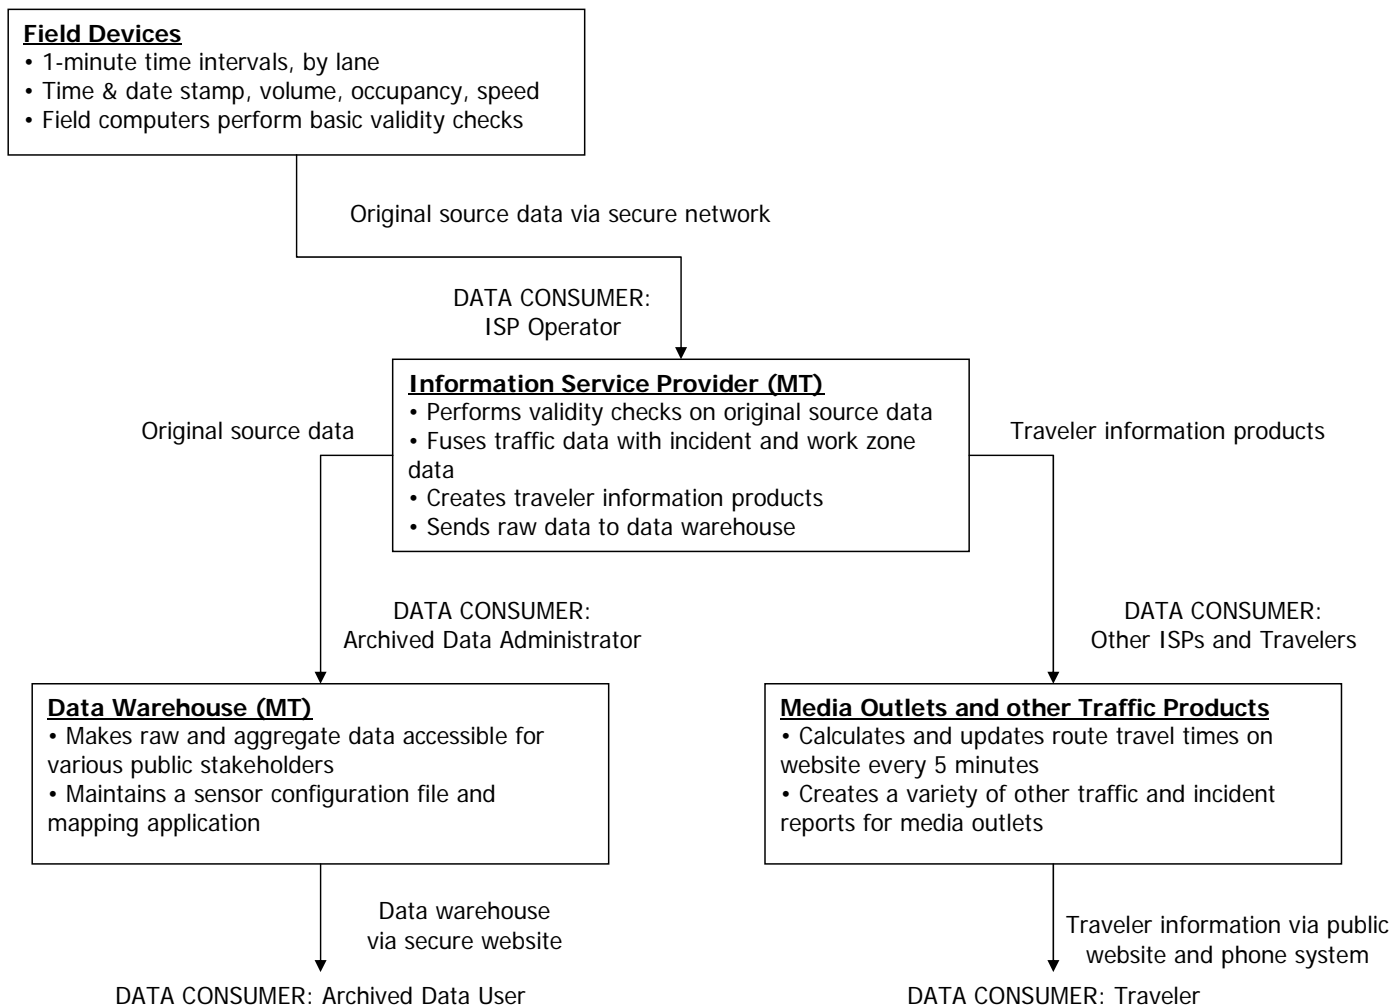 Field Devices
• 1-minute time intervals, by lane
• Time & date stamp, volume, occupancy, speed
• Field computers perform basic validity checks
Original source data via secure network
DATA CONSUMER:
ISP Operator
Information Service Provider (MT)
• Performs validity checks on original source data
• Fuses traffic data with incident and work zone
data
• Creates traveler information products
• Sends raw data to data warehouse
Original source data
Traveler information products
DATA CONSUMER:
Archived Data Administrator
DATA CONSUMER:
Other ISPs and Travelers
Data Warehouse (MT)
• Makes raw and aggregate data accessible for
various public stakeholders
• Maintains a sensor configuration file and
mapping application
Media Outlets and other Traffic Products
• Calculates and updates route travel times on
website every 5 minutes
• Creates a variety of other traffic and incident
reports for media outlets
Data warehouse
via secure website
Traveler information via public
website and phone system
DATA CONSUMER: Archived Data User
DATA CONSUMER: Traveler